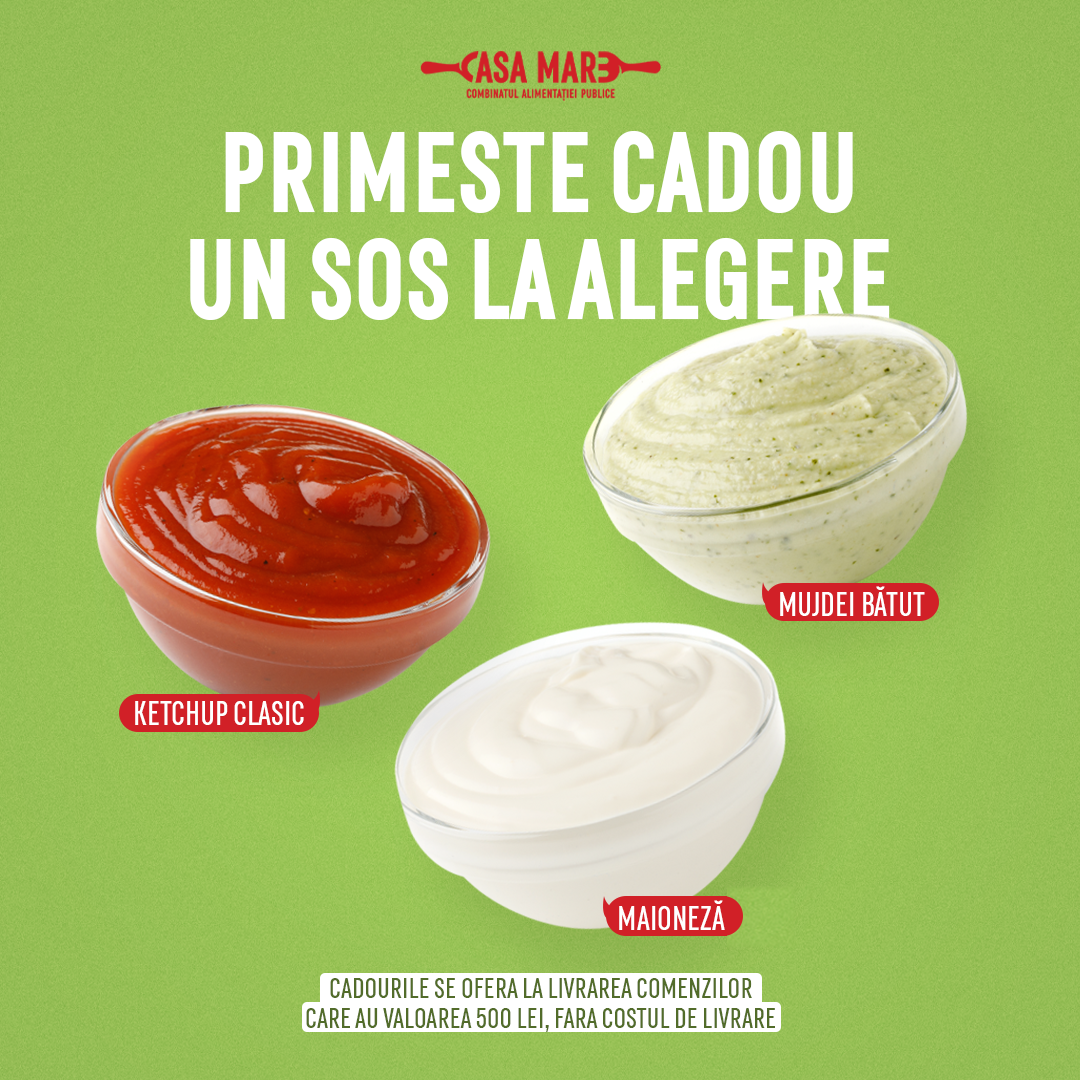 CASA MARE
COMBINATUL ALIMENTAȚIEI PUBLICE
PRIMESTE CADOU
UN SOS LA ALEGERE
MUJDEI BĂTUT
KETCHUP CLASIC
MAIONEZĂ
CADOURILE SE OFERA LA LIVRAREA COMENZILOR
CARE AU VALOAREA 500 LEI, FARA COSTUL DE LIVRARE